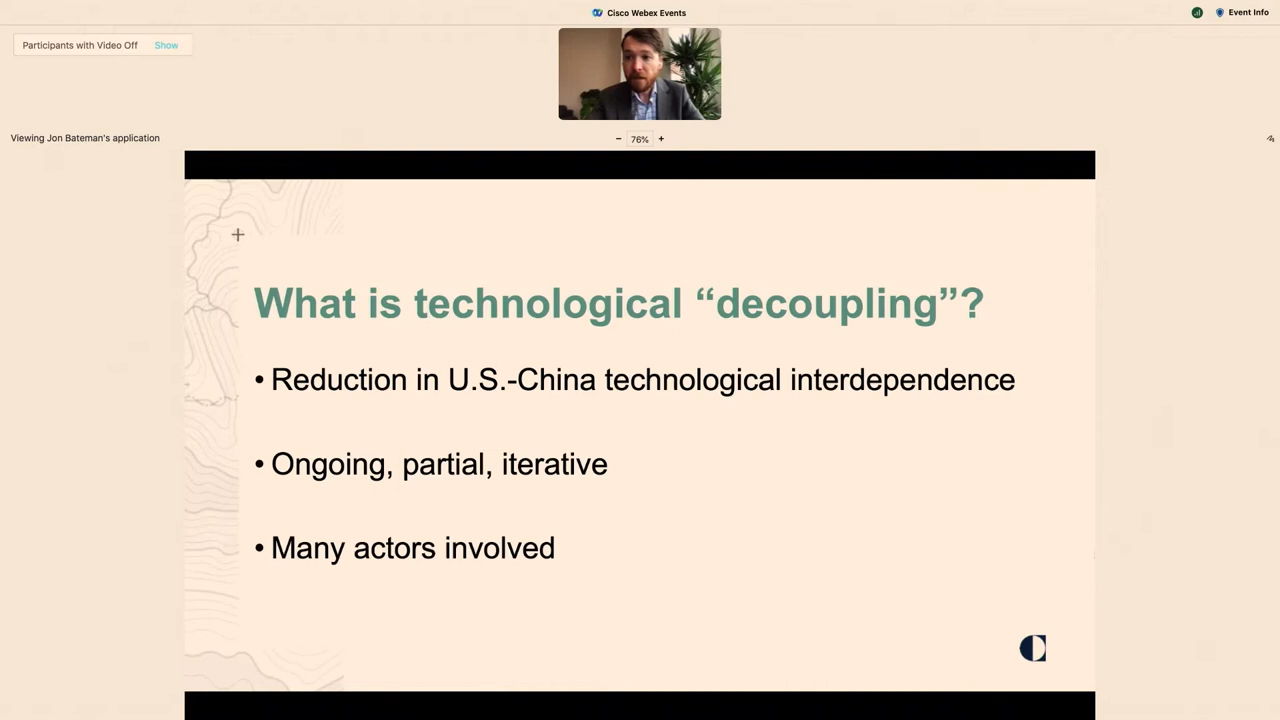 Cisco Webex Events
Event Info
Participants with Video Off Show
Viewing Jon Bateman's application
− 76% +
What is technological “decoupling”?
• Reduction in U.S.-China technological interdependence
• Ongoing, partial, iterative
• Many actors involved